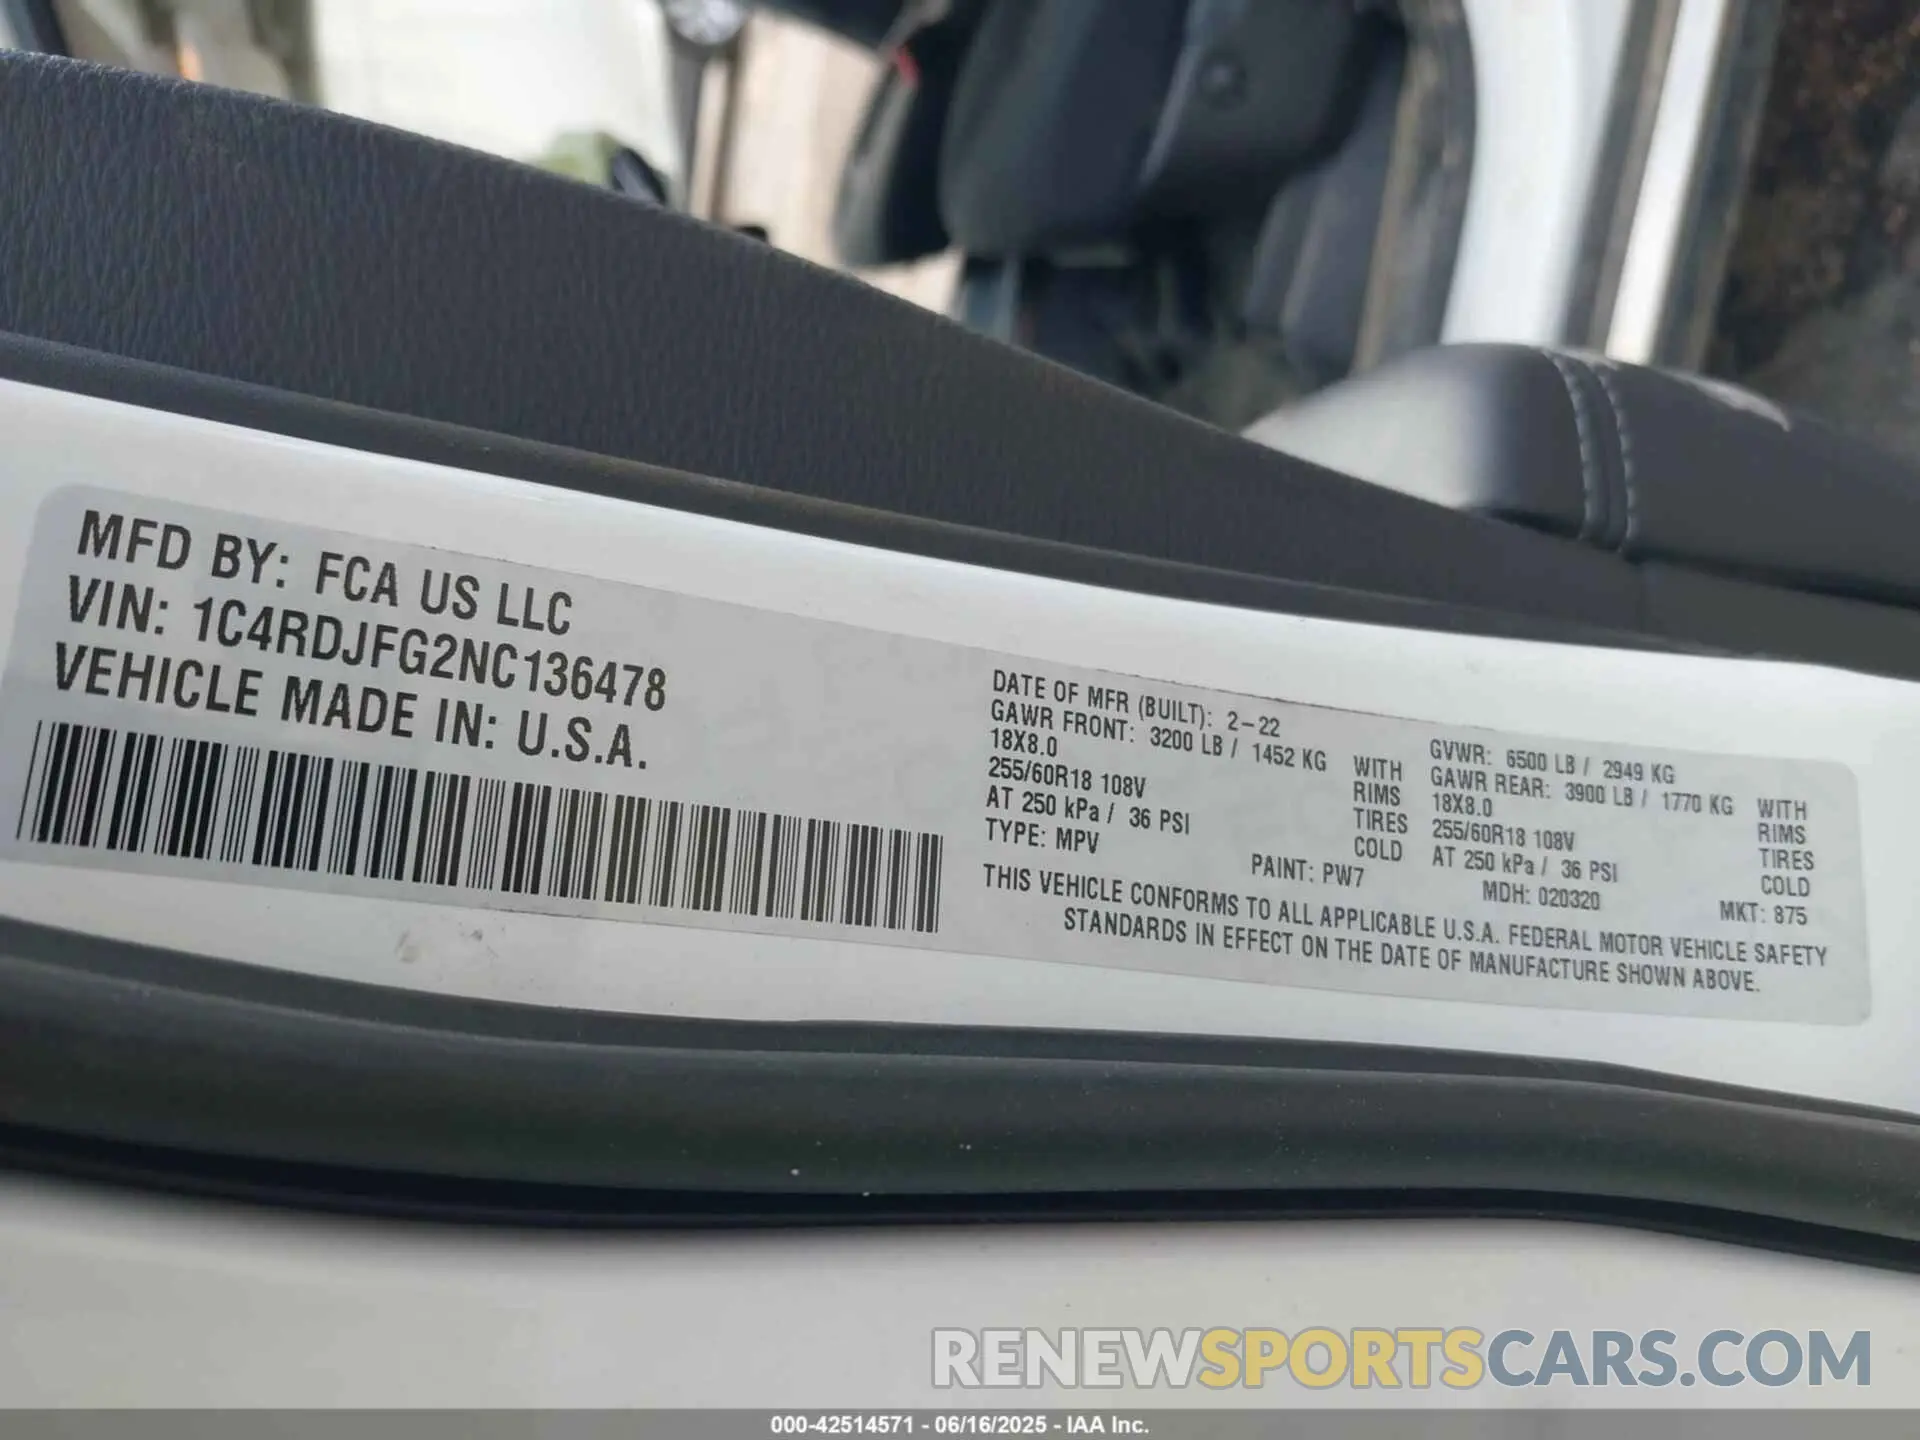 MFD BY: FCA US LLC
VIN: 1C4RDJFG2NC136478
VEHICLE MADE IN: U.S.A.
DATE OF MFR (BUILT): 2-22 GVWR: 6500 LB / 2949 KG
GAWR FRONT: 3200 LB / 1452 KG WITH GAWR REAR: 3900 LB / 1770 KG WITH
18X8.0 RIMS 18X8.0 RIMS
255/60R18 108V TIRES 255/60R18 108V TIRES
AT 250 kPa / 36 PSI COLD AT 250 kPa / 36 PSI COLD
TYPE: MPV PAINT: PW7 MDH: 020320 MKT: 875
THIS VEHICLE CONFORMS TO ALL APPLICABLE U.S.A. FEDERAL MOTOR VEHICLE SAFETY
STANDARDS IN EFFECT ON THE DATE OF MANUFACTURE SHOWN ABOVE.
RENEWSPORTSCARS.COM
000-42514571 - 06/16/2025 - IAA Inc.